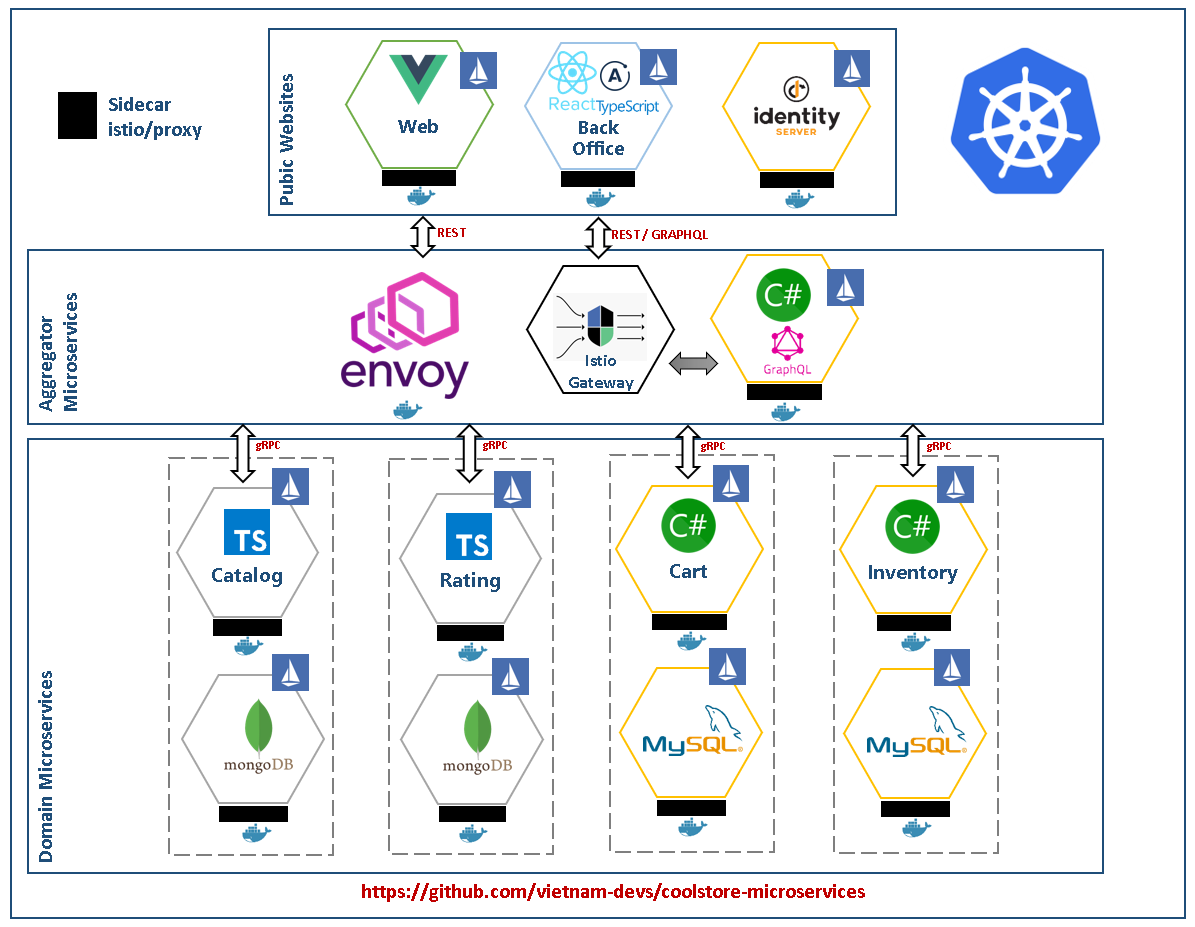 Sidecar
istio/proxy
Pubic Websites
Web
React
TypeScript
Back
Office
identity
SERVER
REST
REST/ GRAPHQL
Aggregator
Microservices
envoy
Istio
Gateway
C#
GraphQL
gRPC
gRPC
gRPC
gRPC
Domain Microservices
TS
Catalog
TS
Rating
C#
Cart
C#
Inventory
mongoDB
mongoDB
MySQL®
MySQL®
https://github.com/vietnam-devs/coolstore-microservices